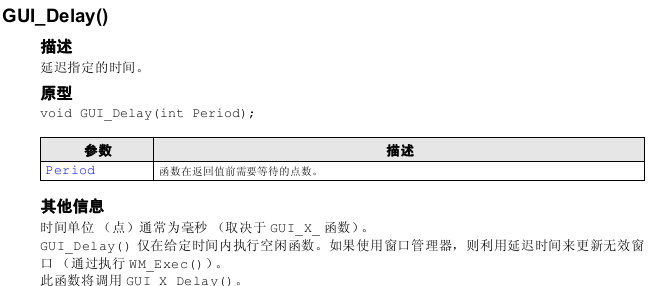 GUI_Delay()
描述
延迟指定的时间。
原型
void GUI_Delay(int Period);
参数 描述
Period 函数在返回值前需要等待的点数。
其他信息
时间单位（点）通常为毫秒（取决于 GUI_X_ 函数）。
GUI_Delay() 仅在给定时间内执行空闲函数。如果使用窗口管理器，则利用延迟时间来更新无效窗
口（通过执行 WM_Exec()）。
此函数将调用 GUI_X_Delay()。